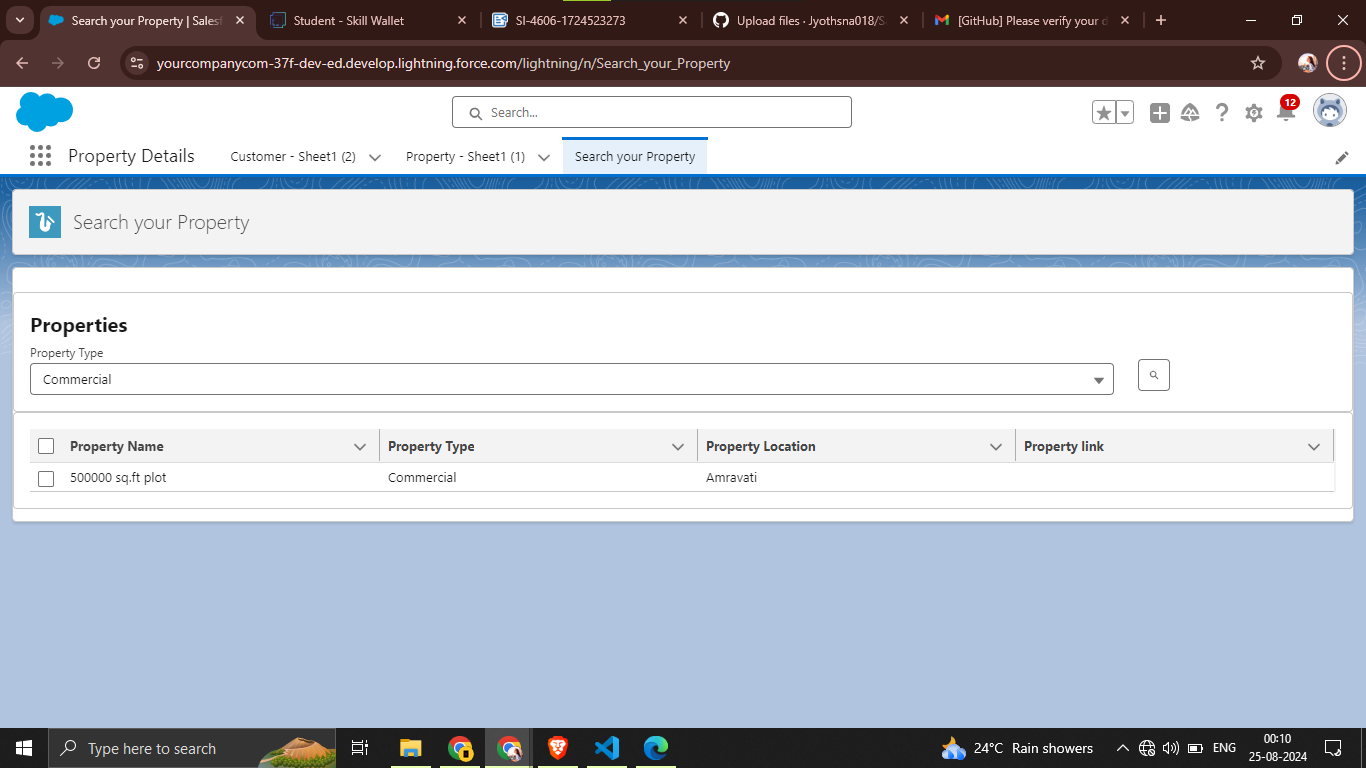 Search your Property | Salesf
Student - Skill Wallet
SI-4606-1724523273
Upload files · Jyothsna018/Sa
[GitHub] Please verify your d
yourcompanycom-37f-dev-ed.develop.lightning.force.com/lightning/n/Search_your_Property
Search...
12
Property Details
Customer - Sheet1 (2)
Property - Sheet1 (1)
Search your Property
Search your Property
Properties
Property Type
Commercial
Property Name Property Type Property Location Property link
500000 sq.ft plot Commercial Amravati
Type here to search
24°C Rain showers
ENG
00:10
25-08-2024